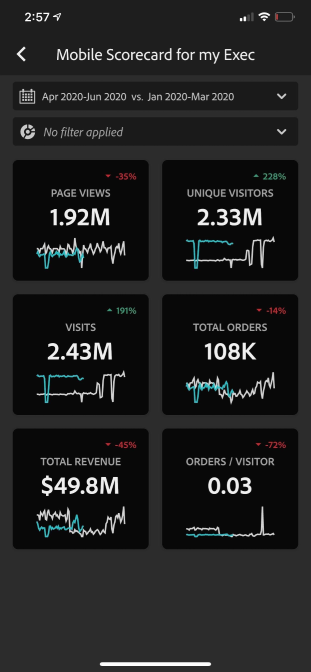 2:57
Mobile Scorecard for my Exec
Apr 2020-Jun 2020 vs. Jan 2020-Mar 2020
No filter applied
-35%
PAGE VIEWS
1.92M
228%
UNIQUE VISITORS
2.33M
191%
VISITS
2.43M
-14%
TOTAL ORDERS
108K
-45%
TOTAL REVENUE
$49.8M
-72%
ORDERS / VISITOR
0.03